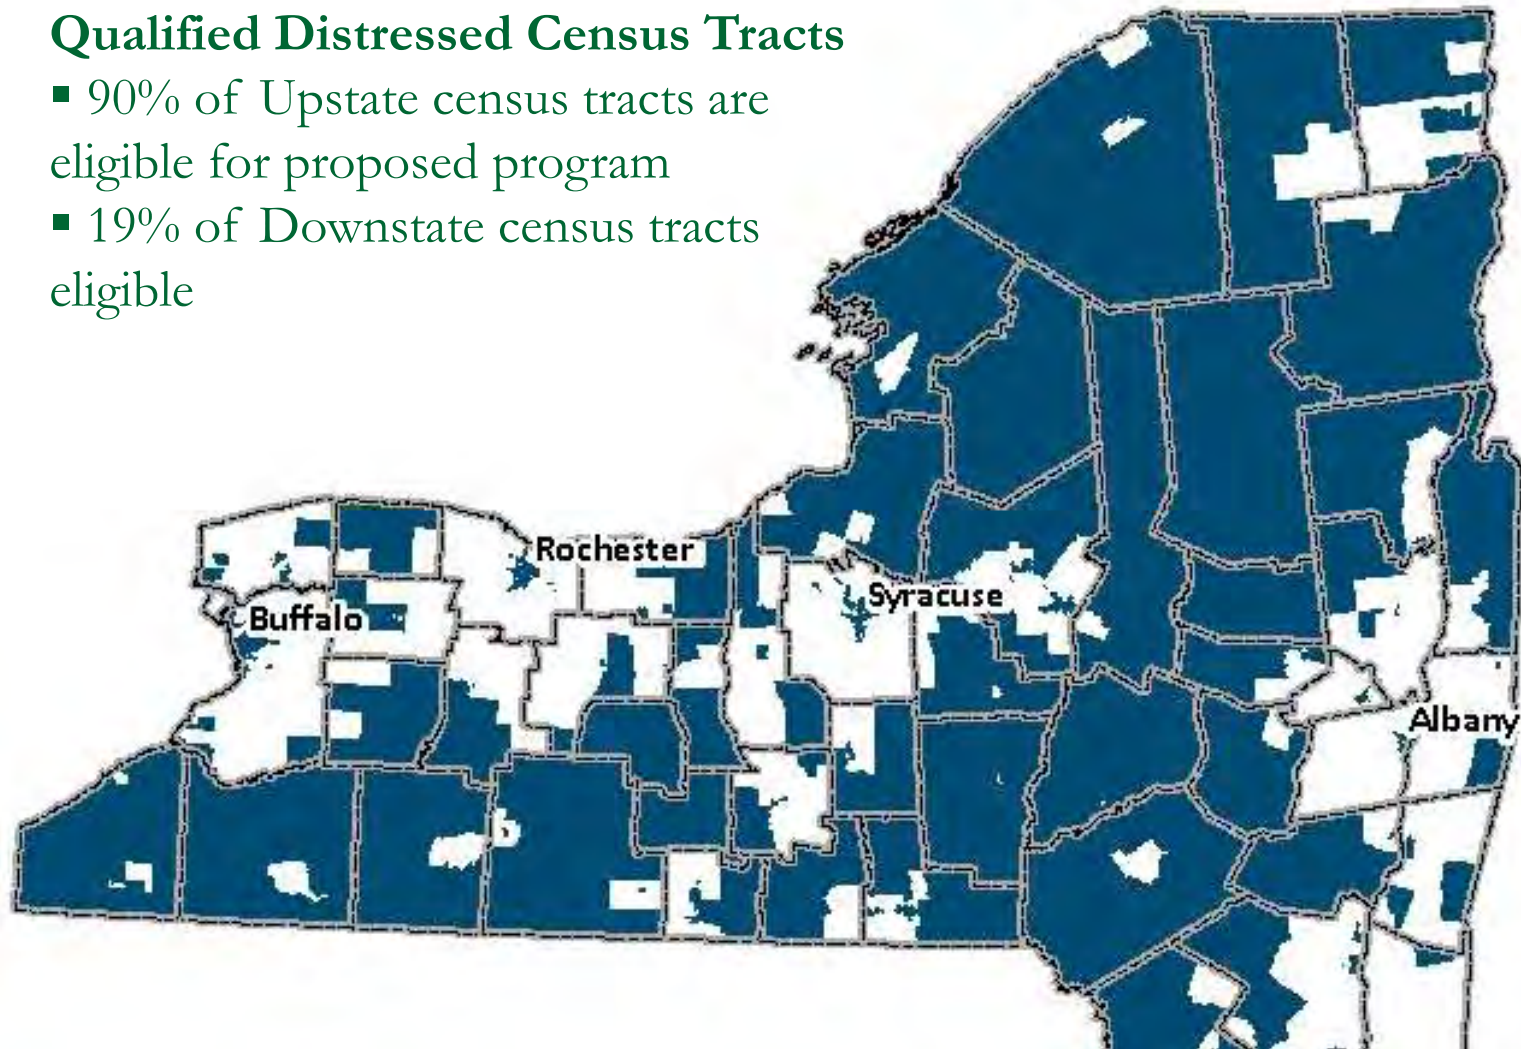 Qualified Distressed Census Tracts
▪ 90% of Upstate census tracts are
eligible for proposed program
▪ 19% of Downstate census tracts
eligible
Rochester
Syracuse
Buffalo
Albany